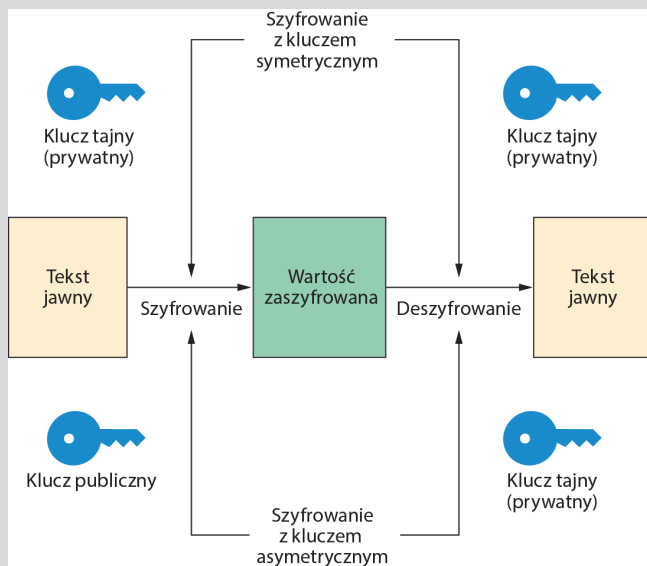 Szyfrowanie
z kluczem
symetrycznym
Klucz tajny
(prywatny)
Klucz tajny
(prywatny)
Tekst
jawny
Szyfrowanie
Wartość
zaszyfrowana
Deszyfrowanie
Tekst
jawny
Klucz publiczny
Klucz tajny
(prywatny)
Szyfrowanie
z kluczem
asymetrycznym